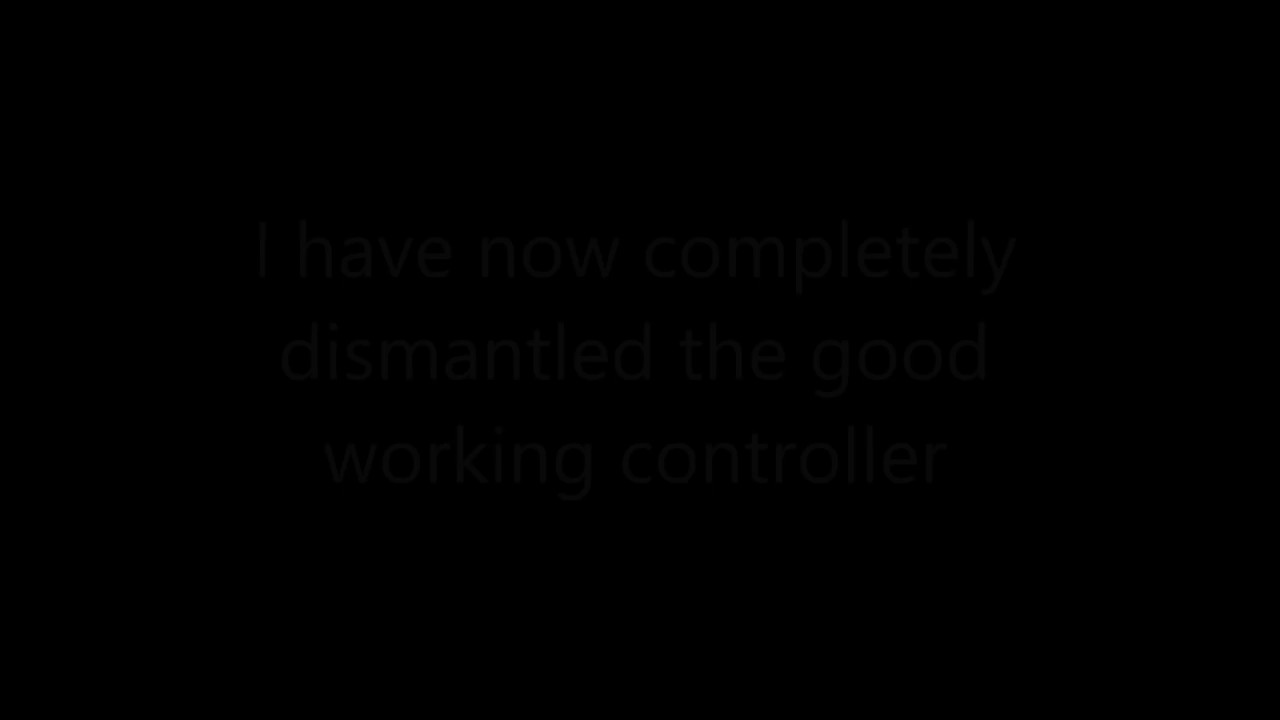 I have now completely
dismantled the good
working controller